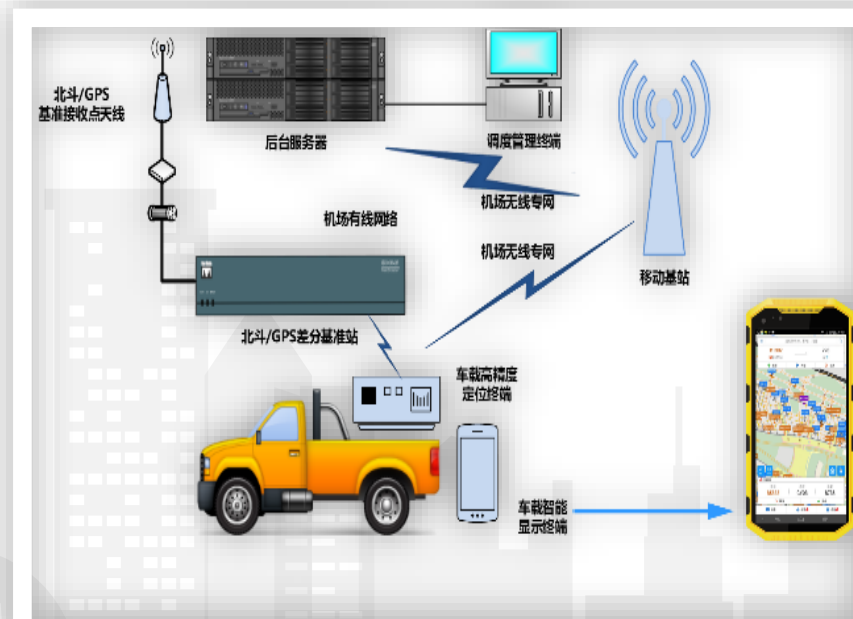 北斗/GPS
基准接收点天线
后台服务器
调度管理终端
机场无线专网
机场有线网络
机场无线专网
移动基站
北斗/GPS差分基准站
车载高精度
定位终端
车载智能
显示终端